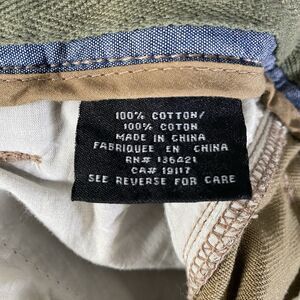 100% COTTON/
100% COTON
MADE IN CHINA
FABRIQUEE EN CHINA
RN# 136421
CA# 19117
SEE REVERSE FOR CARE